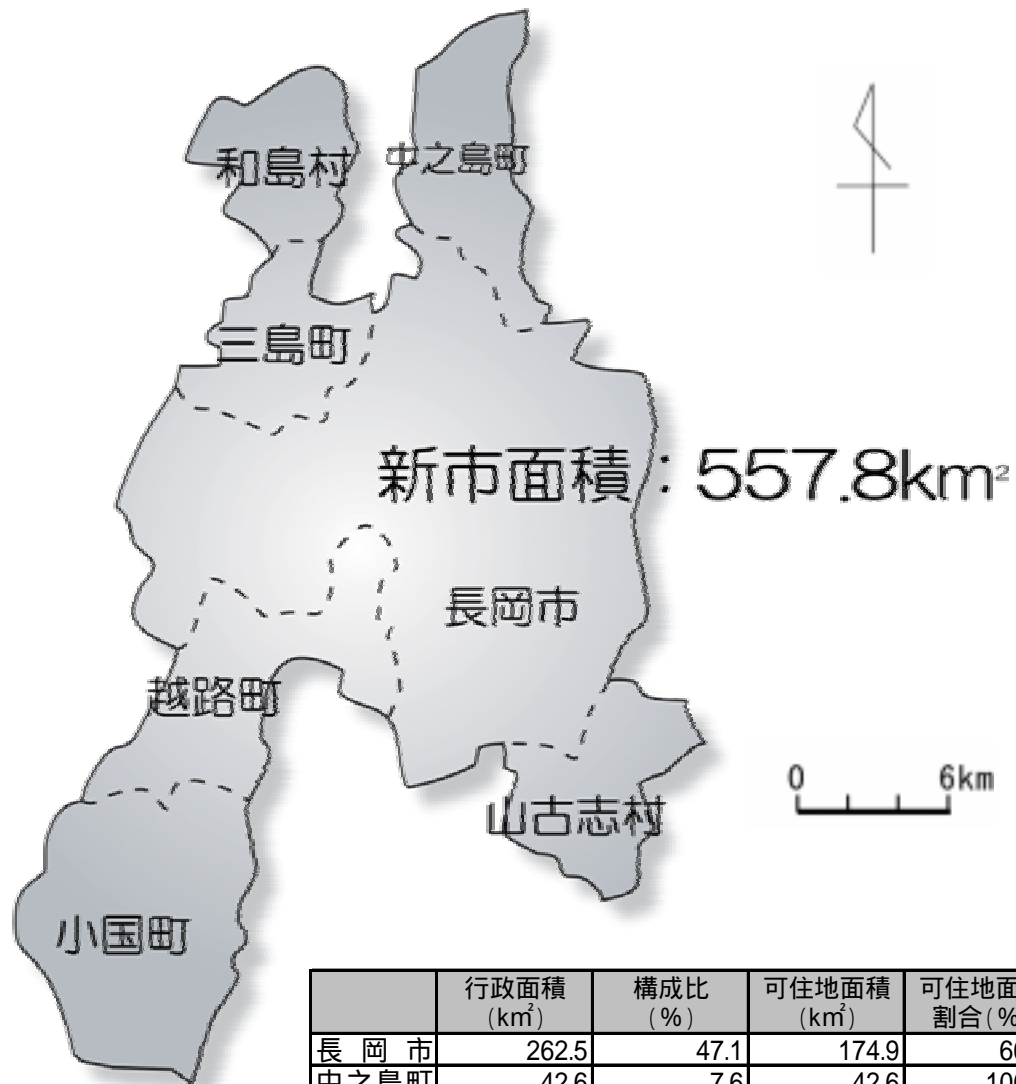 和島村
中之島町
三島町
新市面積：557.8km²
長岡市
越路町
0 6km
山古志村
小国町
行政面積 構成比 可住地面積
(km²) (%) (km²) 割合(%
長岡市 262.5 47.1 174.9
中之島町 42.6 7.6 42.6